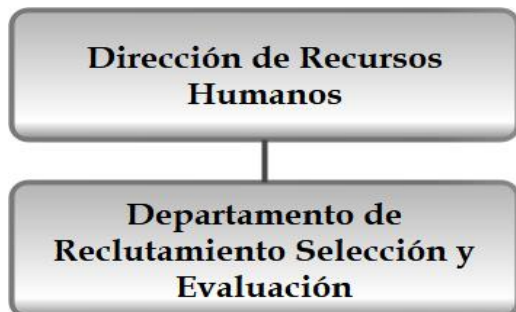 Dirección de Recursos
Humanos
Departamento de
Reclutamiento Selección y
Evaluación